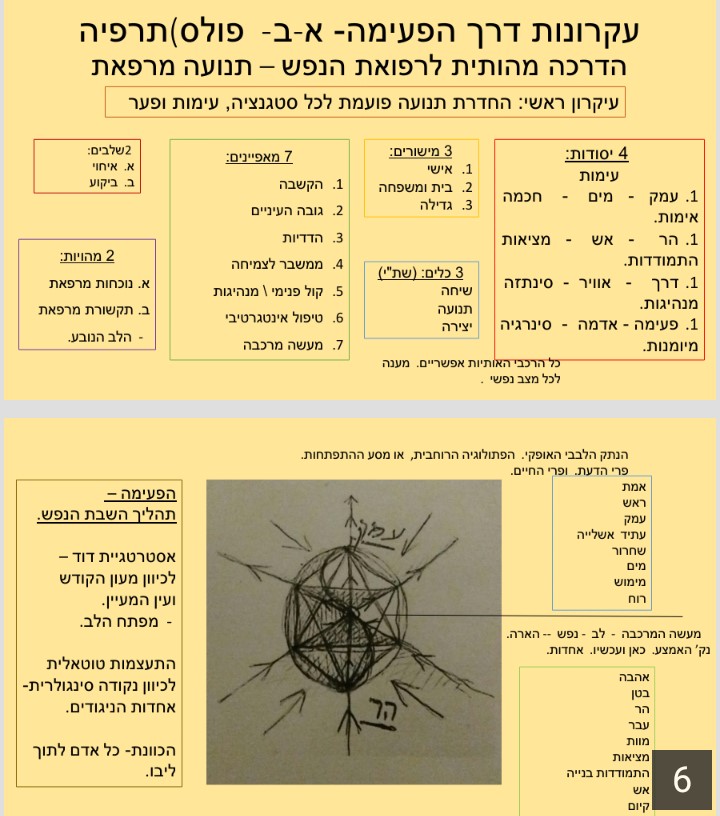 עקרונות דרך הפעימה- א-ב- פולס)תרפיה
הדרכה מהותית לרפואת הנפש – תנועה מרפאת
עיקרון ראשי: החדרת תנועה פועמת לכל סטגנציה, עימות ופער
4 יסודות:
עימות
1. עמק - מים - חכמה
אימות.
1. הר - אש - מציאות
התמודדות.
1. דרך - אוויר - סינתזה
מנהיגות.
1. פעימה - אדמה - סינרגיה
מיומנות.
3 מישורים:
1. אישי
2. בית ומשפחה
3. גדילה
3 כלים: (שת"י)
שיחה
תנועה
יצירה
כל הרכבי האותיות אפשריים. מענה
לכל מצב נפשי .
7 מאפיינים:
1. הקשבה
2. גובה העיניים
3. הדדיות
4. ממשבר לצמיחה
5. קול פנימי \ מנהיגות
6. טיפול אינטגרטיבי
7. מעשה מרכבה
2שלבים:
א. איחוי
ב. ביקוע
2 מהויות:
א. נוכחות מרפאת
ב. תקשורת מרפאת
- הלב הנובע.
הנתק הלבבי האופקי. הפתולוגיה הרוחבית, או מסע ההתפתחות.
פרי הדעת. ופרי החיים.
אמת
ראש
עמק
עתיד אשלייה
שחרור
מים
מימוש
רוח
מעשה המרכבה - לב - נפש -- הארה.
נק' האמצע. כאן ועכשיו. אחדות.
אהבה
בטן
הר
עבר
מוות
מציאות
התמודדות בנייה
אש
קיום
עמק
הר
הפעימה –
תהליך השבת הנפש.
אסטרטגיית דוד –
לכיוון מעון הקודש
ועין המעיין.
- מפתח הלב.
התעצמות טוטאלית
לכיוון נקודה סינגולרית-
אחדות הניגודים.
הכוונת- כל אדם לתוך
ליבו.
6